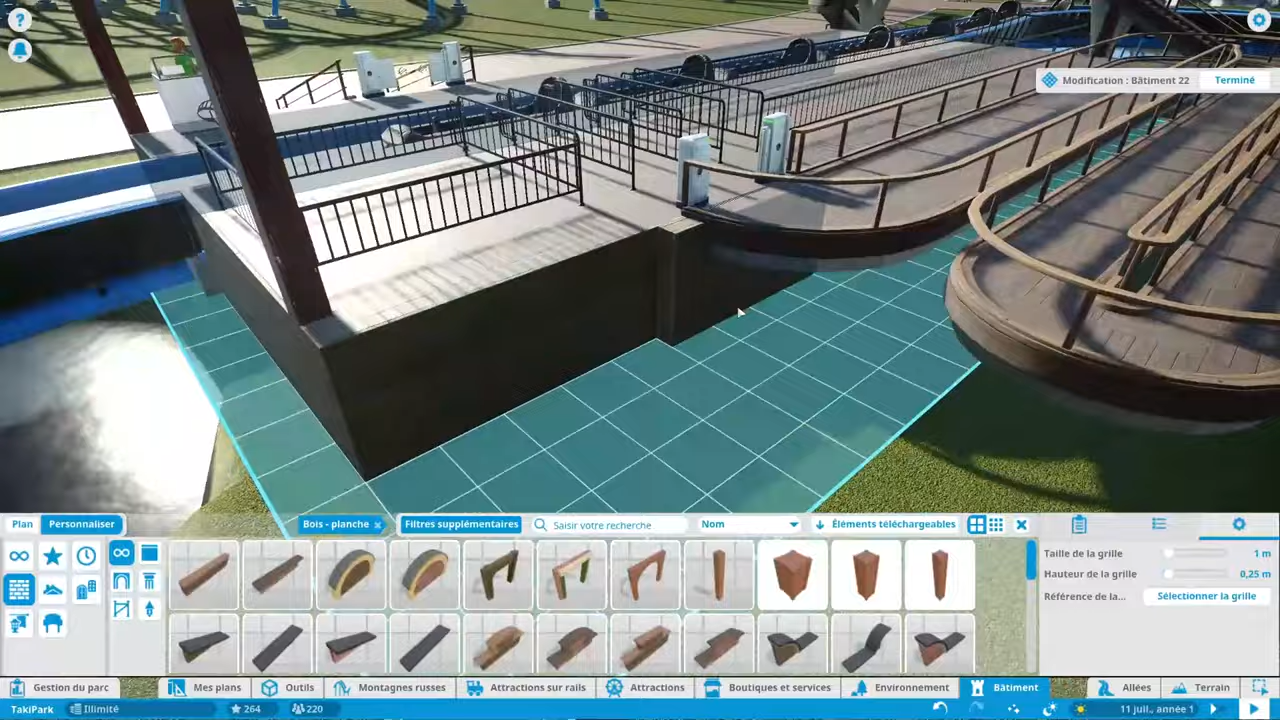 ?
Modification : Bâtiment 22 Terminé
Plan Personnaliser Bois - planche × Filtres supplémentaires Saisir votre recherche Nom Éléments téléchargeables
Taille de la grille 1 m
Hauteur de la grille 0,25 m
Référence de la... Sélectionner la grille
Gestion du parc Mes plans Outils Montagnes russes Attractions sur rails Attractions Boutiques et services Environnement Bâtiment Allées Terrain
TakiPark Illimité 264 220 11 juil., année 1